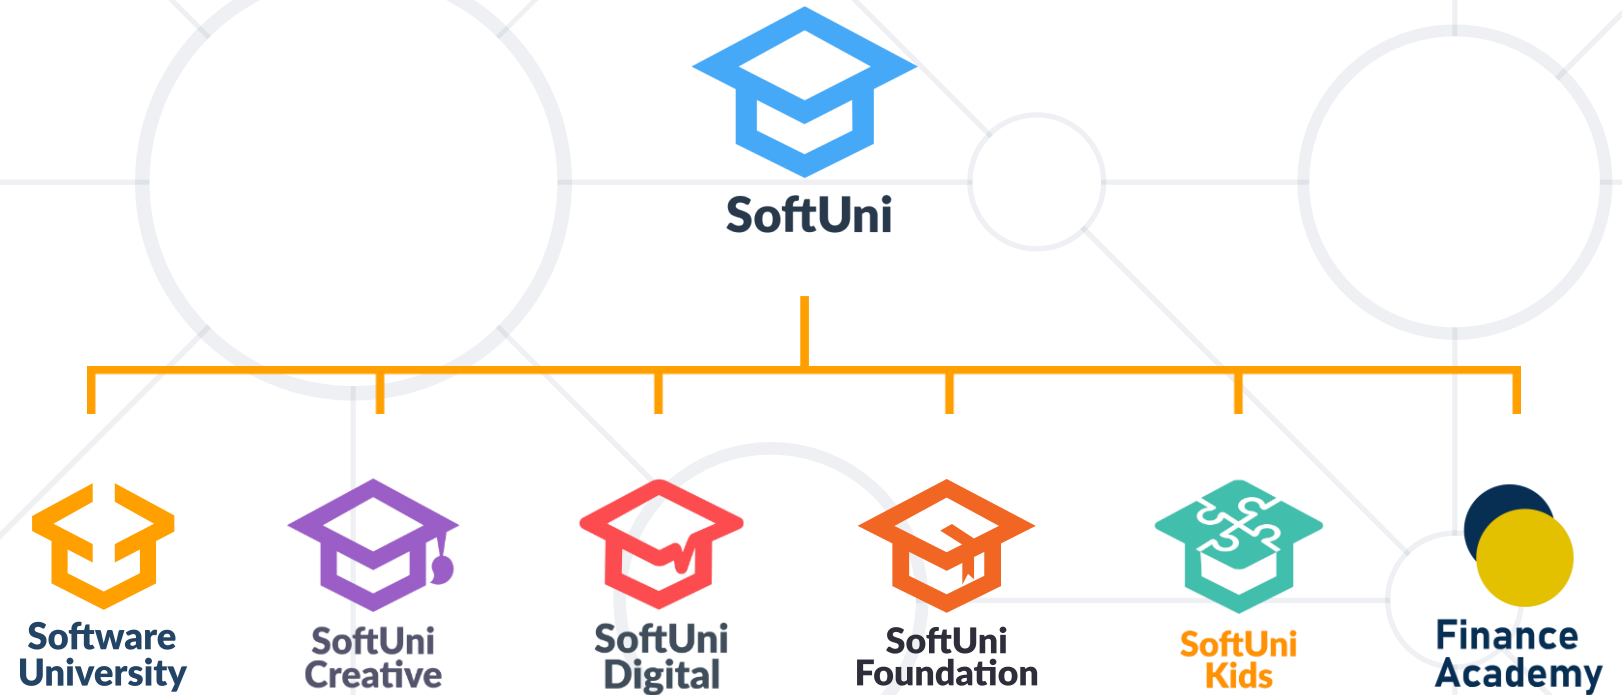 SoftUni
Software
University
SoftUni
Creative
SoftUni
Digital
SoftUni
Foundation
SoftUni
Kids
Finance
Academy